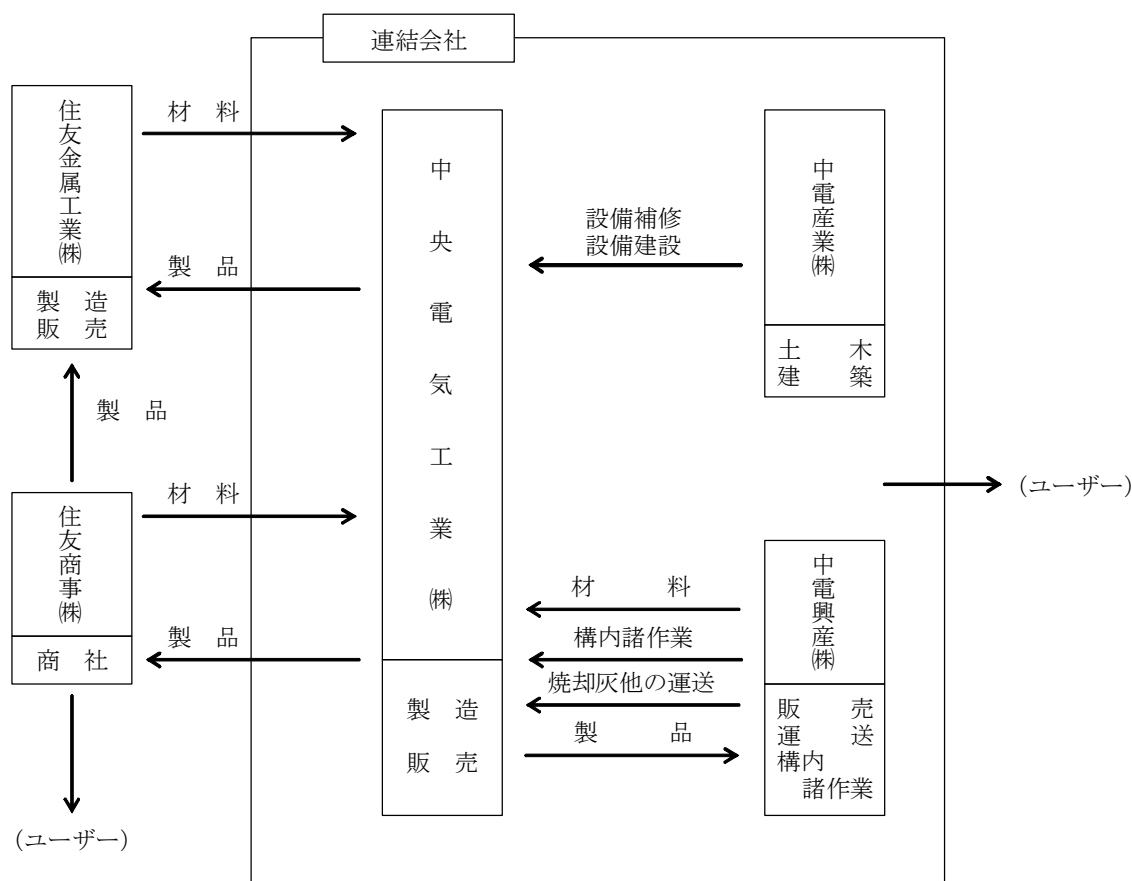 連結会社
住友金属工業㈱
製造
販売
材料
製品
製品
住友商事㈱
商社
材料
製品
(ユーザー)
中央電気工業㈱
製造
販売
設備補修
設備建設
中電産業㈱
土木
建築
(ユーザー)
材料
構内諸作業
焼却灰他の運送
製品
中電興産㈱
販売
運送
構内
諸作業